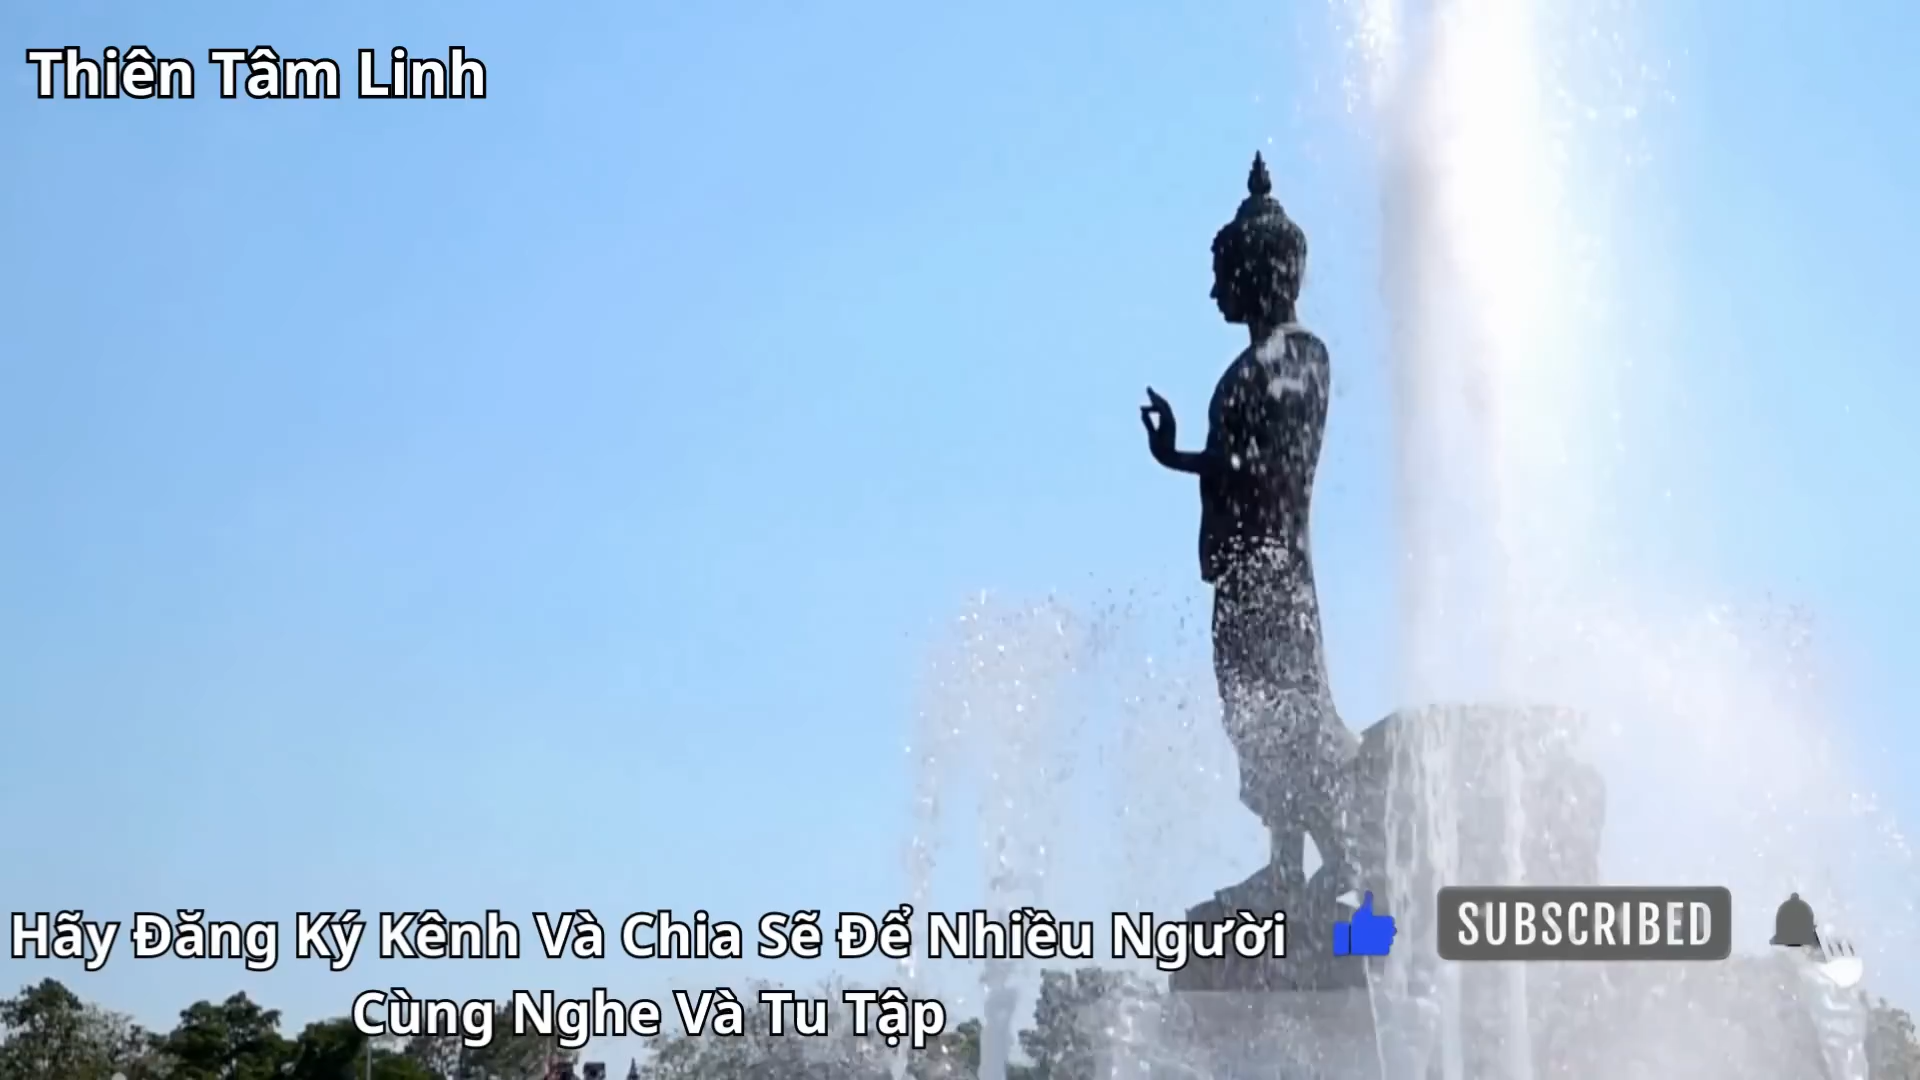 Thiên Tâm Linh
Hãy Đăng Ký Kênh Và Chia Sẽ Để Nhiều Người
Cùng Nghe Và Tu Tập
SUBSCRIBED